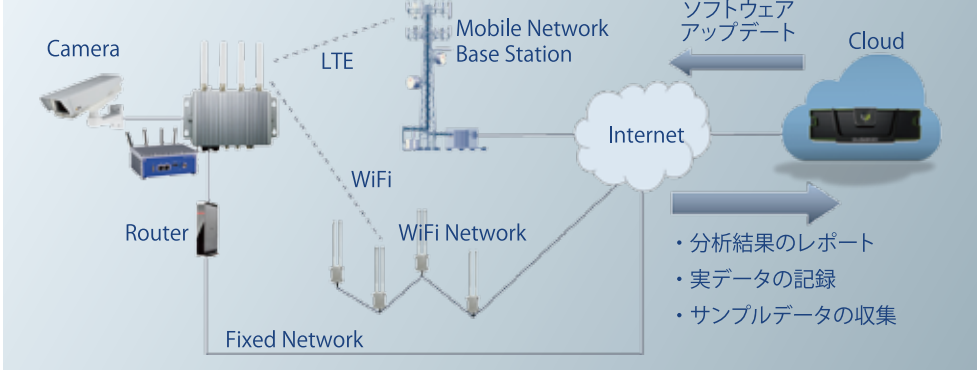 Camera
LTE
Mobile Network
Base Station
ソフトウェア
アップデート
Cloud
Internet
WiFi
Router
WiFi Network
・分析結果のレポート
・実データの記録
・サンプルデータの収集
Fixed Network